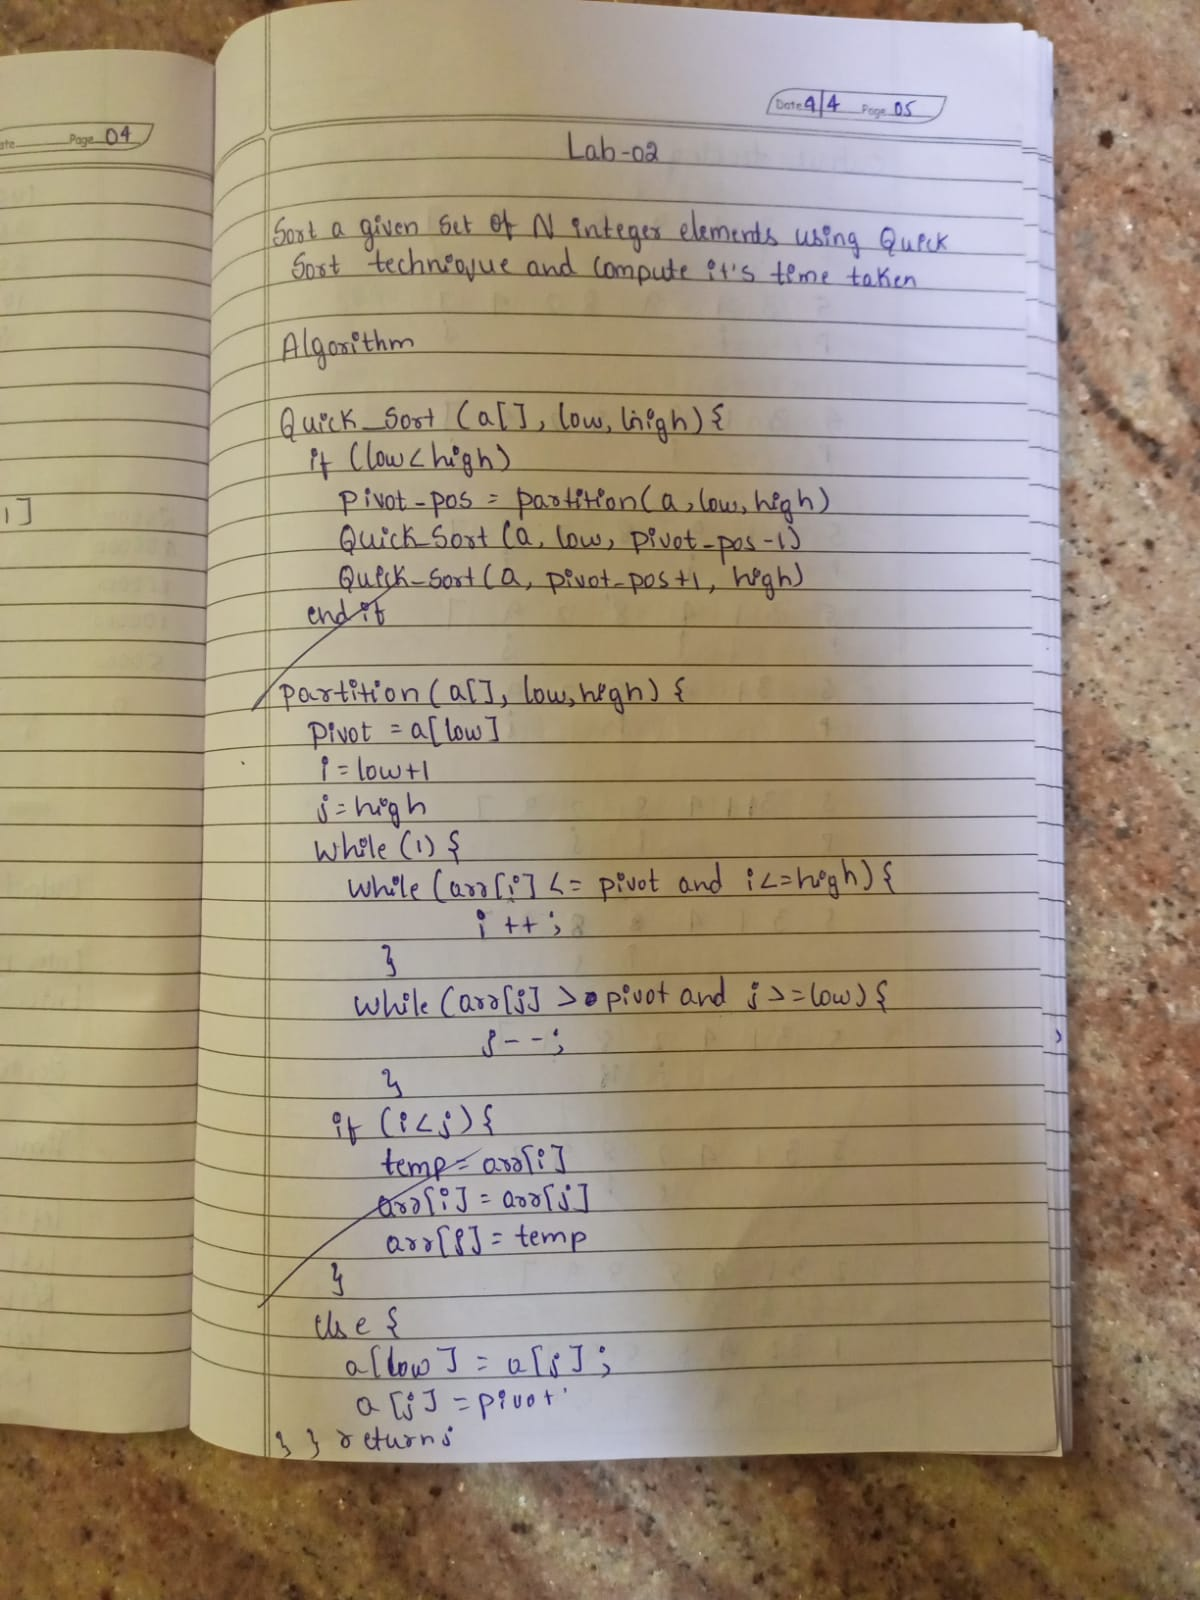 Page 04
1]
Date 4/4 Page 05
Lab-02
Sort a given set of N integer elements using Quick
Sort technique and compute it's time taken
Algorithm
Quick_Sort (a[], low, high) {
if (low < high)
pivot-pos = partition(a, low, high)
Quick_Sort (a, low, pivot-pos-1)
Quick-Sort (a, pivot-pos+1, high)
end if
partition (a[], low, high) {
pivot = a[low]
i = low+1
j = high
while (1) {
while (arr[i] <= pivot and i <= high) {
i ++ ;
}
while (arr[j] > pivot and j >= low) {
j - - ;
}
if (i < j) {
temp = arr[i]
arr[i] = arr[j]
arr[j] = temp
}
else {
a[low] = a[j] ;
a[j] = pivot
} } returns